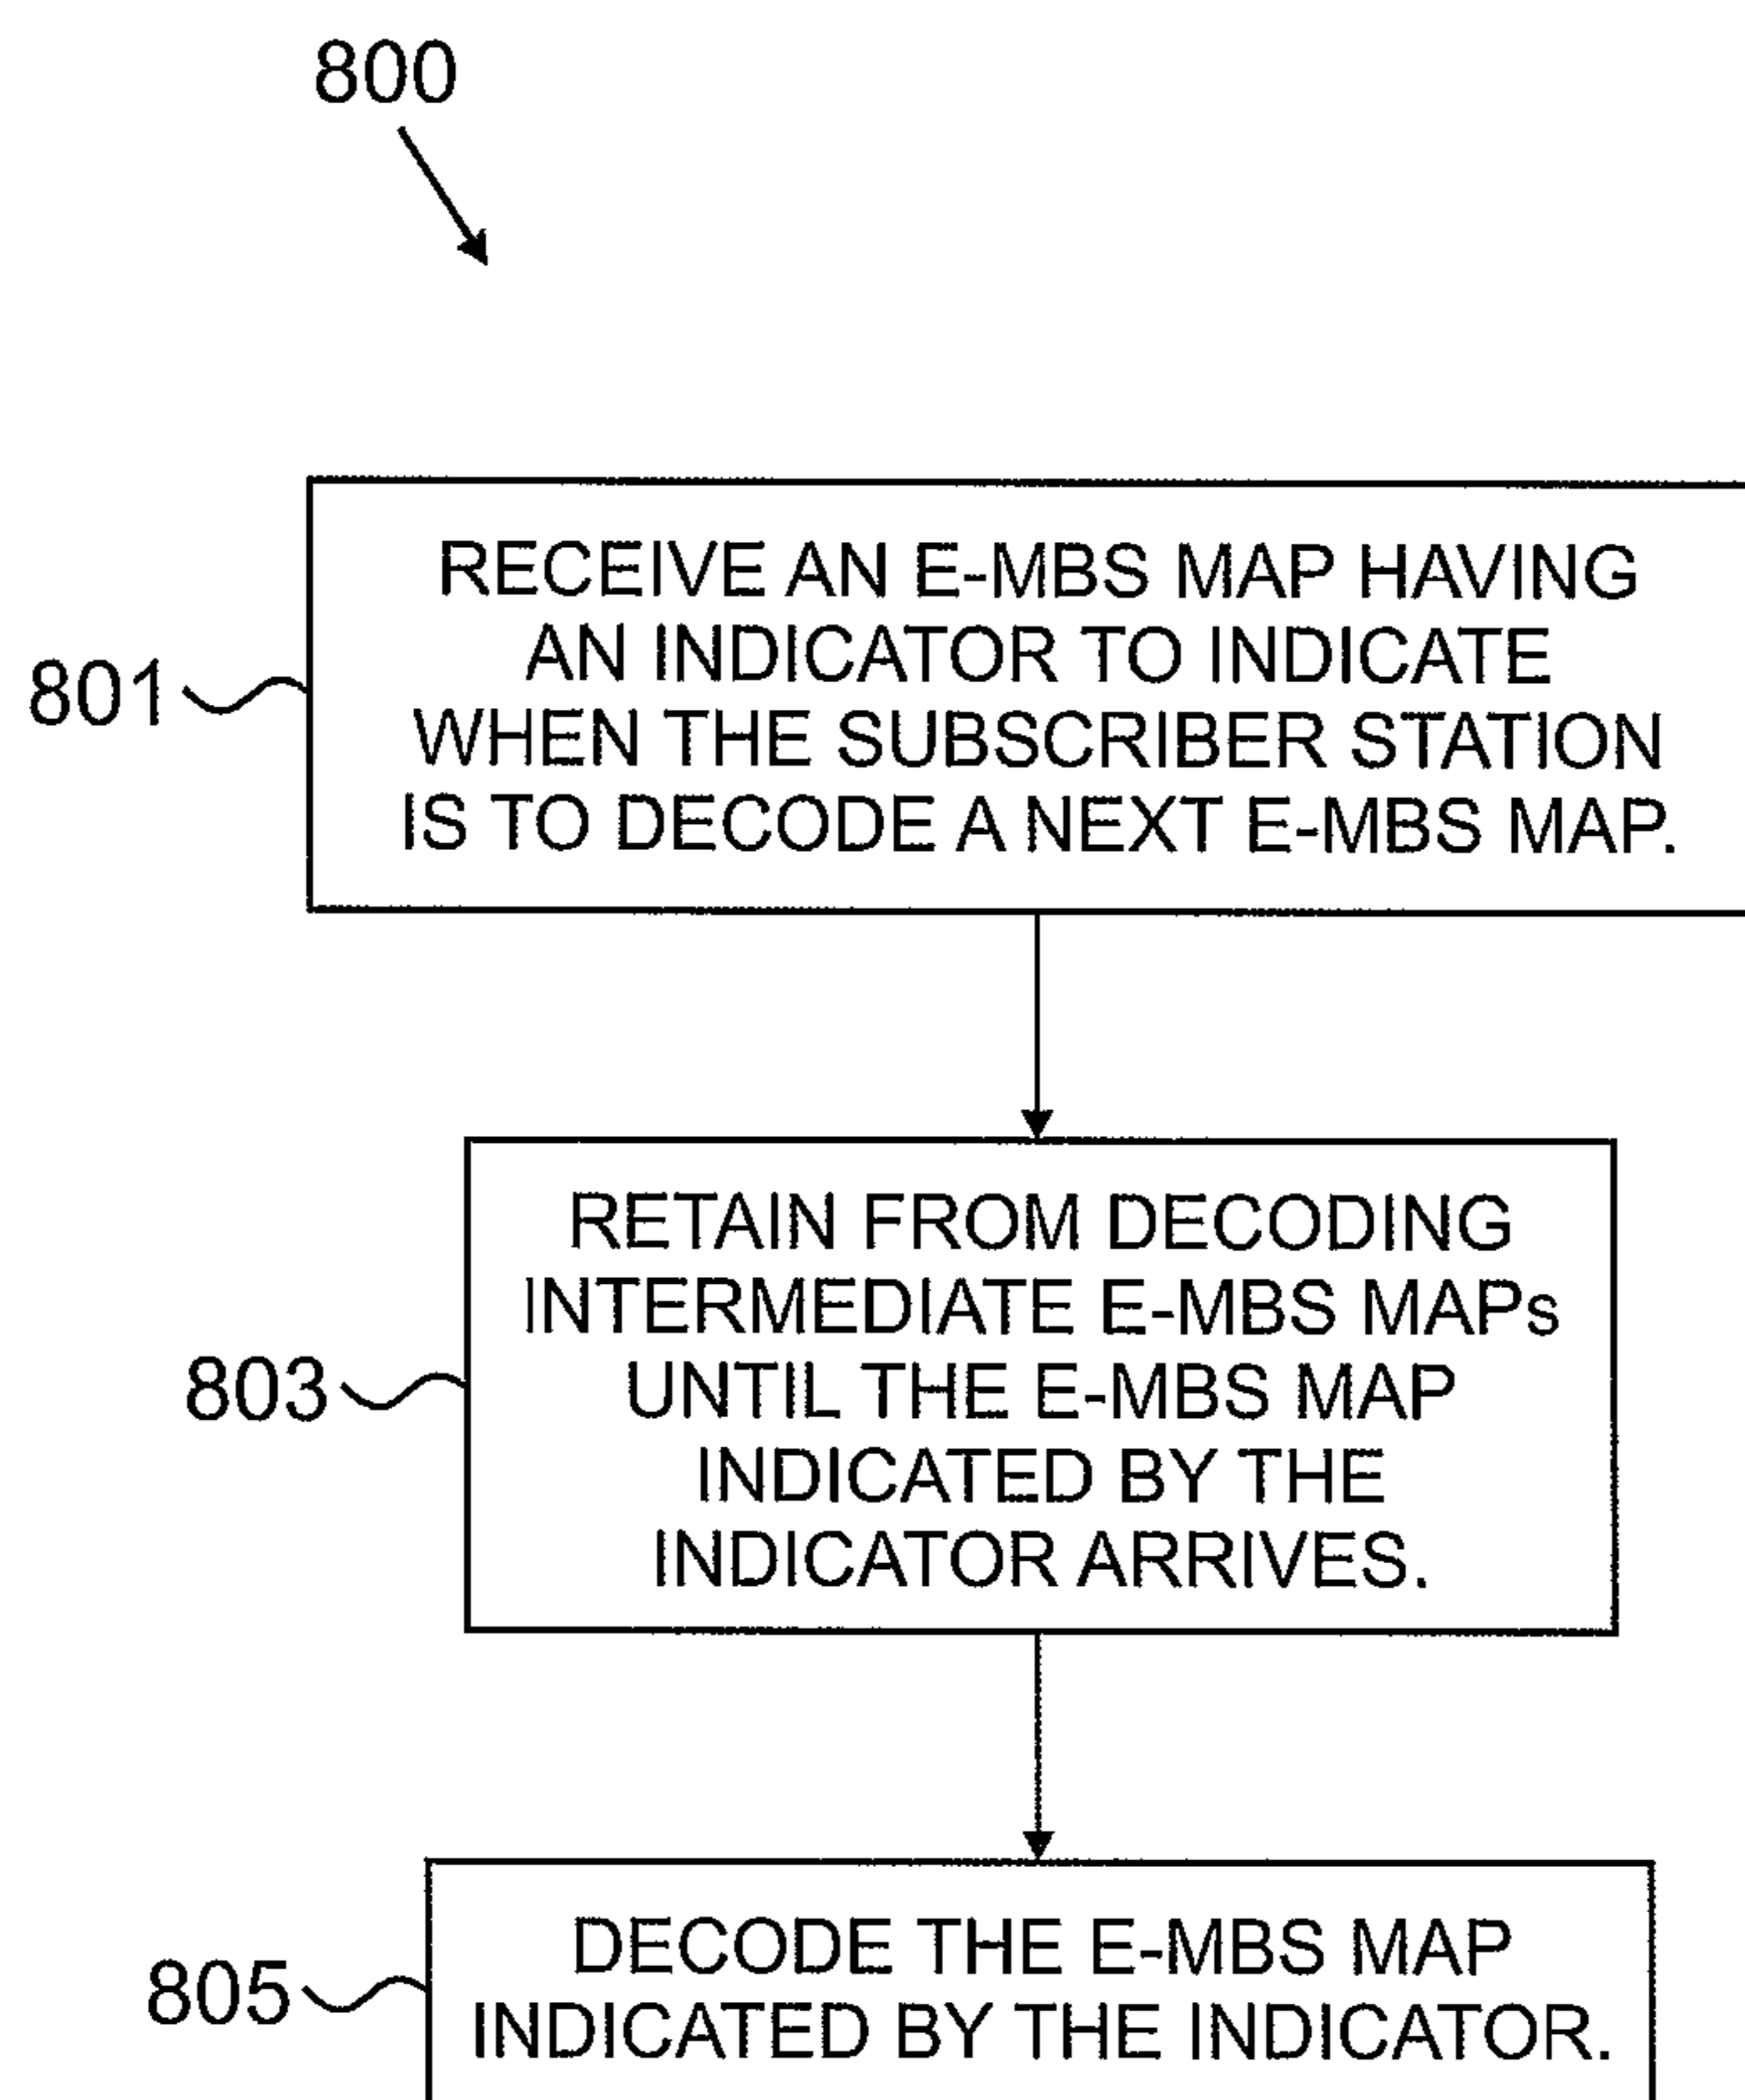 800
801
RECEIVE AN E-MBS MAP HAVING
AN INDICATOR TO INDICATE
WHEN THE SUBSCRIBER STATION
IS TO DECODE A NEXT E-MBS MAP.
803
RETAIN FROM DECODING
INTERMEDIATE E-MBS MAPs
UNTIL THE E-MBS MAP
INDICATED BY THE
INDICATOR ARRIVES.
805
DECODE THE E-MBS MAP
INDICATED BY THE INDICATOR.